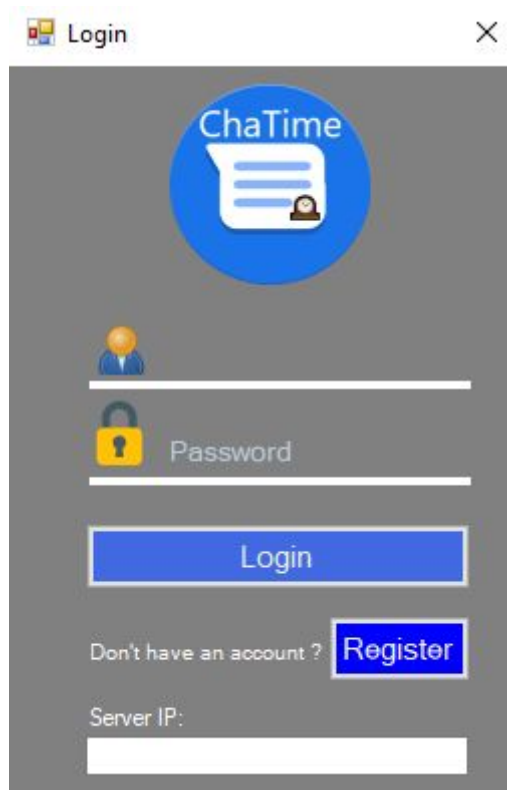 Login
ChaTime
Password
Login
Don't have an account ? Register
Server IP: